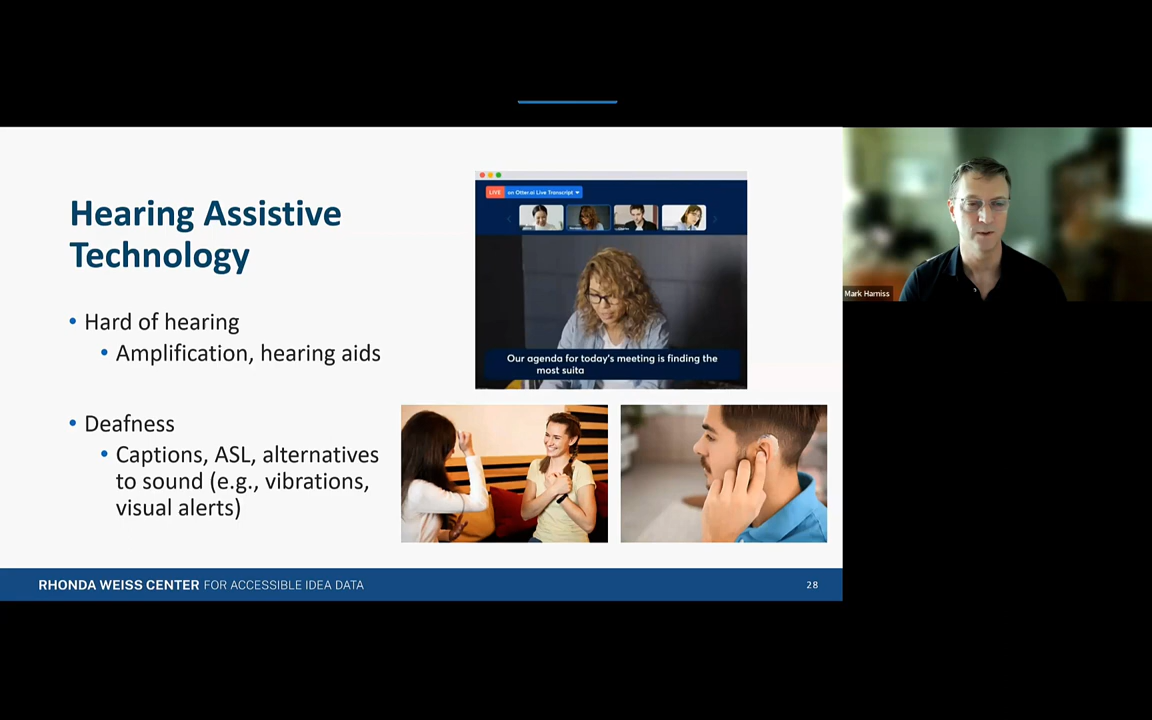 Hearing Assistive
Technology
• Hard of hearing
• Amplification, hearing aids
• Deafness
• Captions, ASL, alternatives
to sound (e.g., vibrations,
visual alerts)
LIVE on Otter.ai Live Transcript
Our agenda for today's meeting is finding the
most suita
Mark Harniss
RHONDA WEISS CENTER FOR ACCESSIBLE IDEA DATA
28